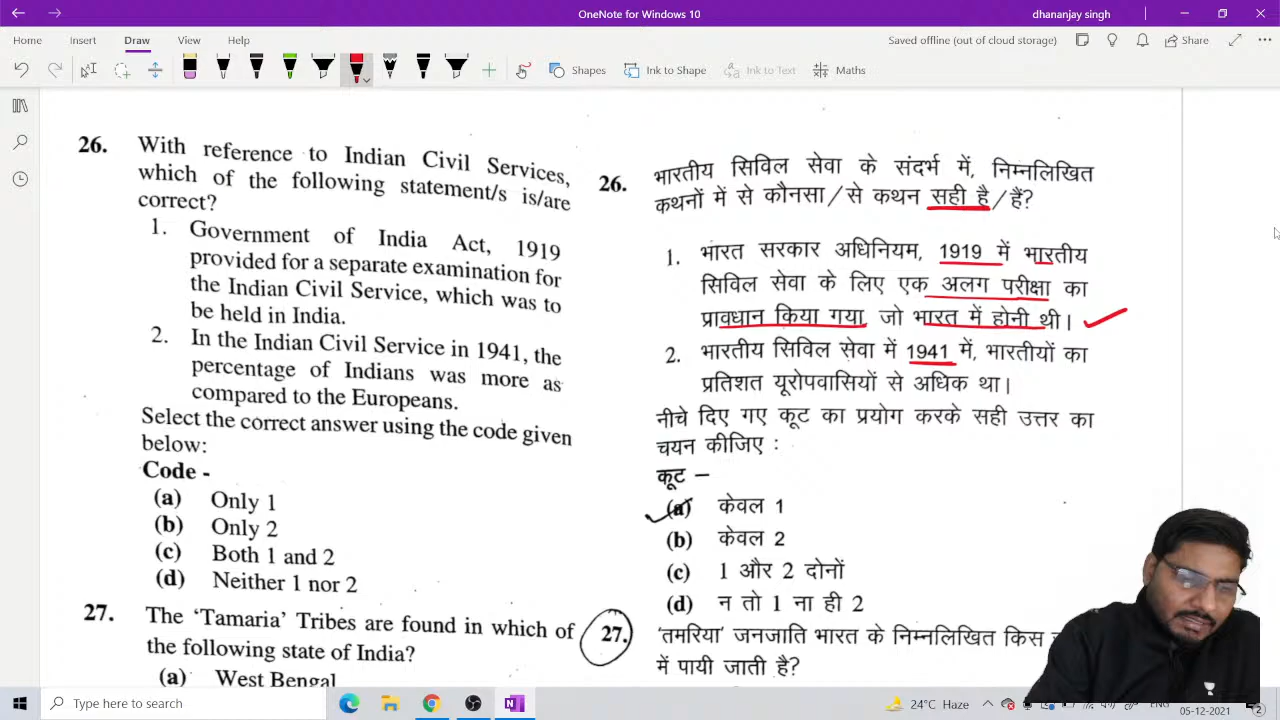 OneNote for Windows 10
dhananjay singh
Home Insert Draw View Help
Saved offline (out of cloud storage)
Share
Shapes
Ink to Shape
Ink to Text
Maths
26. With reference to Indian Civil Services,
which of the following statement/s is/are
correct?
1. Government of India Act, 1919
provided for a separate examination for
the Indian Civil Service, which was to
be held in India.
2. In the Indian Civil Service in 1941, the
percentage of Indians was more as
compared to the Europeans.
Select the correct answer using the code given
below:
Code -
(a) Only 1
(b) Only 2
(c) Both 1 and 2
(d) Neither 1 nor 2
27. The ‘Tamaria’ Tribes are found in which of
the following state of India?
(a) West Bengal
26. भारतीय सिविल सेवा के संदर्भ में, निम्नलिखित
कथनों में से कौनसा/से कथन सही है/हैं?
1. भारत सरकार अधिनियम, 1919 में भारतीय
सिविल सेवा के लिए एक अलग परीक्षा का
प्रावधान किया गया, जो भारत में होनी थी।
2. भारतीय सिविल सेवा में 1941 में, भारतीयों का
प्रतिशत यूरोपवासियों से अधिक था।
नीचे दिए गए कूट का प्रयोग करके सही उत्तर का
चयन कीजिए :
कूट –
(a) केवल 1
(b) केवल 2
(c) 1 और 2 दोनों
(d) न तो 1 ना ही 2
27. ‘तमरिया’ जनजाति भारत के निम्नलिखित किस
में पायी जाती है?
Type here to search
24°C Haze
05-12-2021